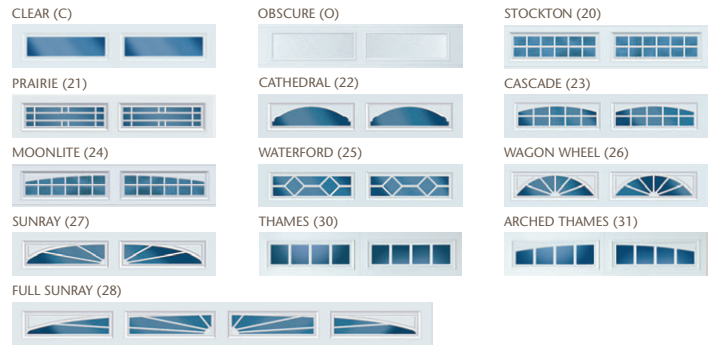 CLEAR (C)
OBSCURE (O)
STOCKTON (20)
PRAIRIE (21)
CATHEDRAL (22)
CASCADE (23)
MOONLITE (24)
WATERFORD (25)
WAGON WHEEL (26)
SUNRAY (27)
THAMES (30)
ARCHED THAMES (31)
FULL SUNRAY (28)